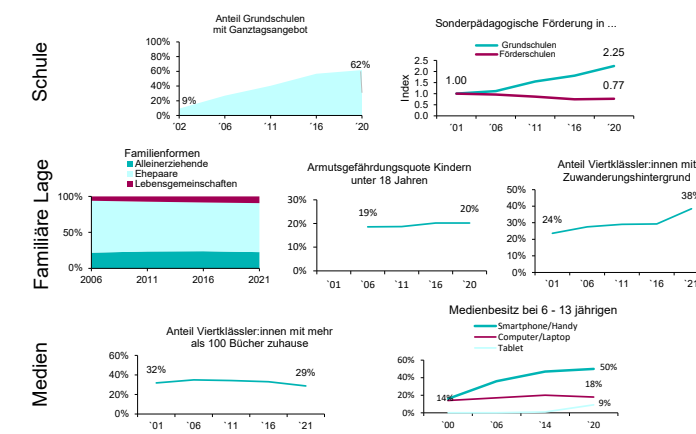 Schule
Anteil Grundschulen
mit Ganztagsangebot
100%
80%
60%
40%
20%
0%
9%
62%
`02 `06 `11 `16 `20
Sonderpädagogische Förderung in ...
Grundschulen
Förderschulen
Index
2.5
2.0
1.5
1.0
0.5
0.0
1.00
2.25
0.77
`01 `06 `11 `16 `20
Familiäre Lage
Familienformen
Alleinerziehende
Ehepaare
Lebensgemeinschaften
100%
50%
0%
2006 2011 2016 2021
Armutsgefährdungsquote Kindern
unter 18 Jahren
30%
20%
10%
0%
19%
20%
`01 `06 `11 `16 `20
Anteil Viertklässler:innen mit
Zuwanderungshintergrund
50%
40%
30%
20%
10%
0%
24%
38%
`01 `06 `11 `16 `21
Medien
Anteil Viertklässler:innen mit mehr
als 100 Bücher zuhause
60%
40%
20%
0%
32%
29%
`01 `06 `11 `16 `21
Medienbesitz bei 6 - 13 jährigen
Smartphone/Handy
Computer/Laptop
Tablet
60%
40%
20%
0%
14%
50%
18%
9%
`00 `06 `14 `20